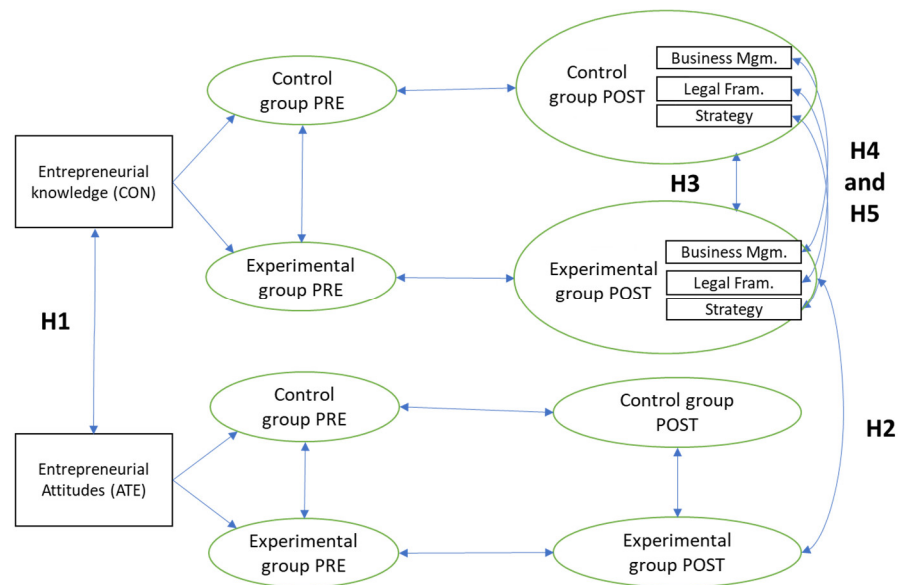 Control
group PRE
Control
group POST
Business Mgm.
Legal Fram.
Strategy
Entrepreneurial
knowledge (CON)
H3
H4
and
H5
Experimental
group PRE
Experimental
group POST
Business Mgm.
Legal Fram.
Strategy
H1
Control
group PRE
Control group
POST
H2
Entrepreneurial
Attitudes (ATE)
Experimental
group PRE
Experimental
group POST